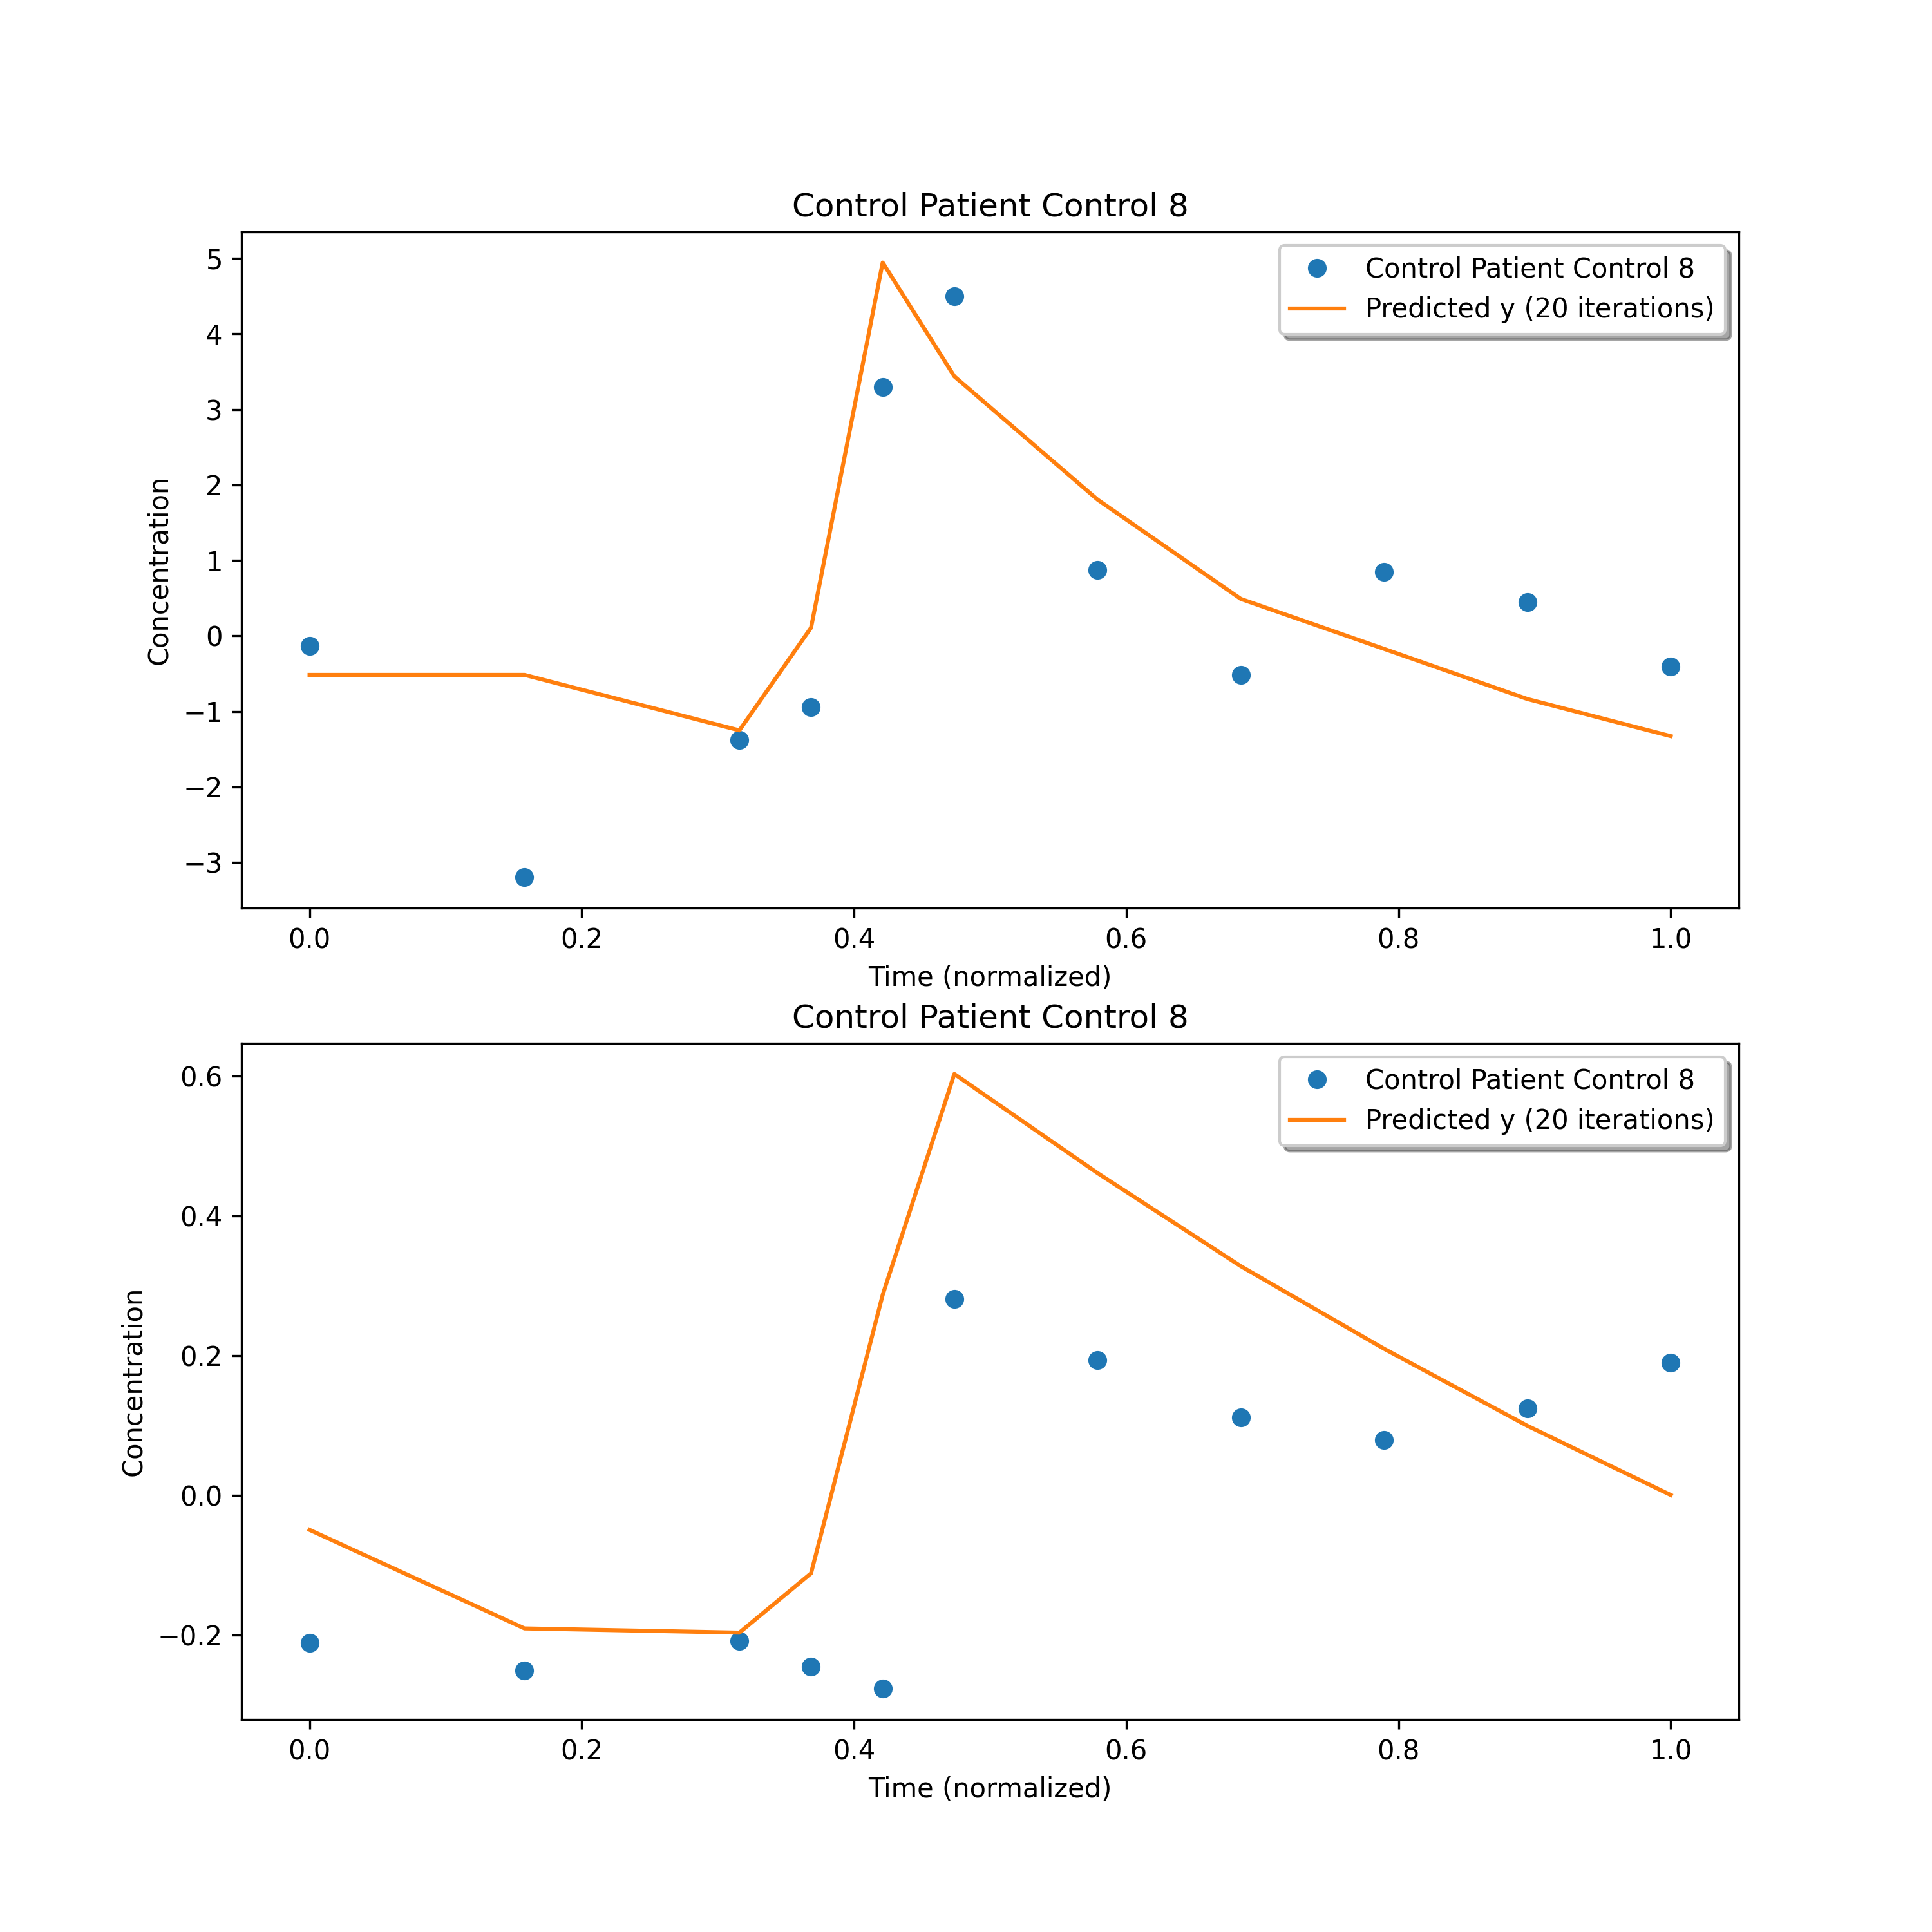 Control Patient Control 8
5
4
3
2
1
0
−1
−2
−3
Concentration
Control Patient Control 8
Predicted y (20 iterations)
0.0 0.2 0.4 0.6 0.8 1.0
Time (normalized)
Control Patient Control 8
0.6
0.4
0.2
0.0
−0.2
Concentration
Control Patient Control 8
Predicted y (20 iterations)
0.0 0.2 0.4 0.6 0.8 1.0
Time (normalized)